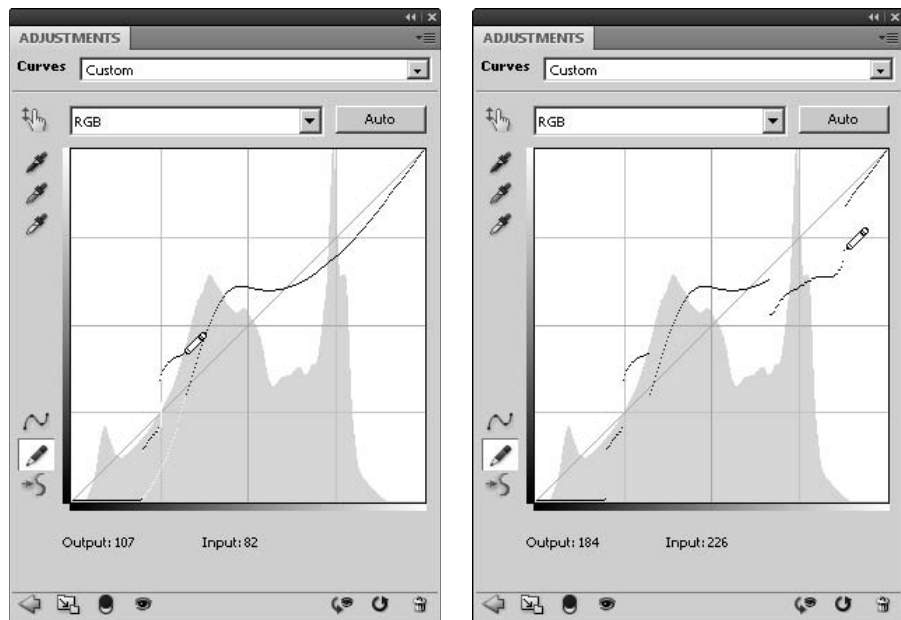 ADJUSTMENTS
Curves Custom
RGB Auto
Output: 107 Input: 82
ADJUSTMENTS
Curves Custom
RGB Auto
Output: 184 Input: 226